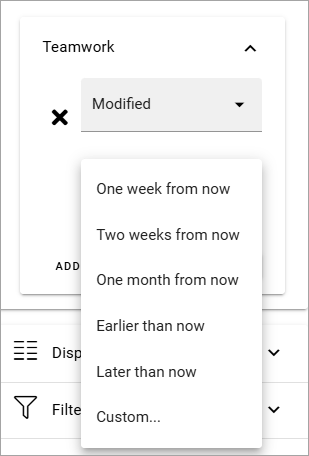 Teamwork
Modified
One week from now
Two weeks from now
One month from now
ADD
Earlier than now
Disp
Later than now
Filte
Custom...